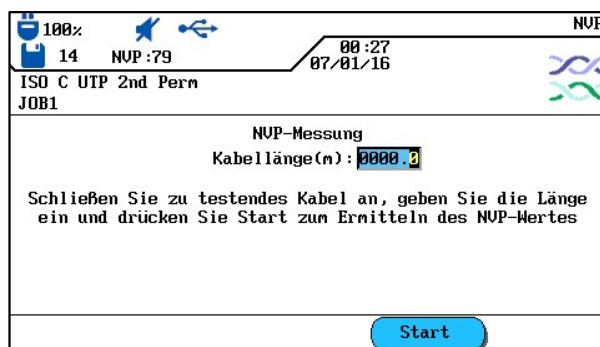 100% NVP
14 NVP:79 00:27
07/01/16
ISO C UTP 2nd Perm
JOB1
NVP-Messung
Kabellänge(m): 0000.0
Schließen Sie zu testendes Kabel an, geben Sie die Länge
ein und drücken Sie Start zum Ermitteln des NVP-Wertes
Start